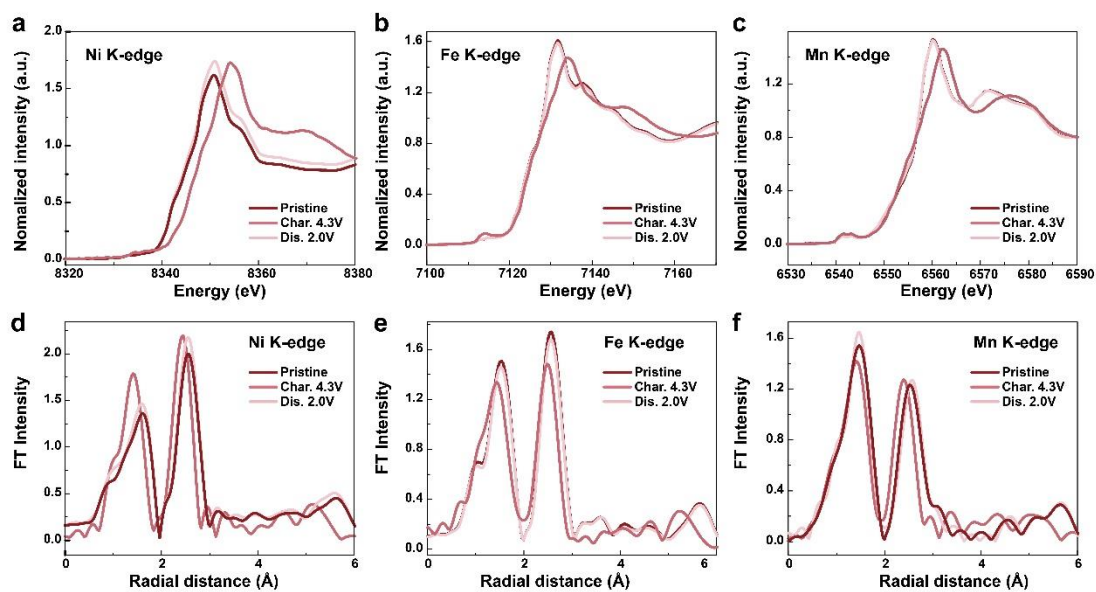 a
Ni K-edge
Nomalized intensity (a.u.)
2.0
1.5
1.0
0.5
0.0
Pristine
Char. 4.3V
Dis. 2.0V
8320 8340 8360 8380
Energy (eV)
b
Fe K-edge
Nomalized intensity (a.u.)
1.6
1.2
0.8
0.4
0.0
Pristine
Char. 4.3V
Dis. 2.0V
7100 7120 7140 7160
Energy (eV)
c
Mn K-edge
Nomalized intensity (a.u.)
1.2
0.6
0.0
Pristine
Char. 4.3V
Dis. 2.0V
6530 6540 6550 6560 6570 6580 6590
Energy (eV)
d
Ni K-edge
FT Intensity
2.0
1.5
1.0
0.5
0.0
Pristine
Char. 4.3V
Dis. 2.0V
0 2 4 6
Radial distance (Å)
e
Fe K-edge
FT Intensity
1.6
1.2
0.8
0.4
0.0
Pristine
Char. 4.3V
Dis. 2.0V
0 2 4 6
Radial distance (Å)
f
Mn K-edge
FT Intensity
1.6
1.2
0.8
0.4
0.0
Pristine
Char. 4.3V
Dis. 2.0V
0 2 4 6
Radial distance (Å)